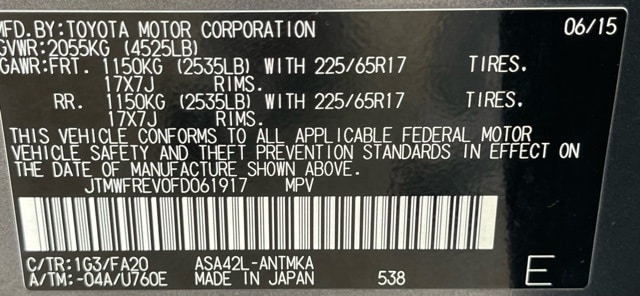 MFD.BY:TOYOTA MOTOR CORPORATION 06/15
GVWR:2055KG (4525LB)
GAWR:FRT. 1150KG (2535LB) WITH 225/65R17 TIRES.
17X7J RIMS.
RR. 1150KG (2535LB) WITH 225/65R17 TIRES.
17X7J RIMS.
THIS VEHICLE CONFORMS TO ALL APPLICABLE FEDERAL MOTOR
VEHICLE SAFETY AND THEFT PREVENTION STANDARDS IN EFFECT ON
THE DATE OF MANUFACTURE SHOWN ABOVE.
JTMWFREV0FD061917 MPV
C/TR:1G3/FA20 ASA42L-ANTMKA
A/TM:-04A/U760E MADE IN JAPAN 538 E